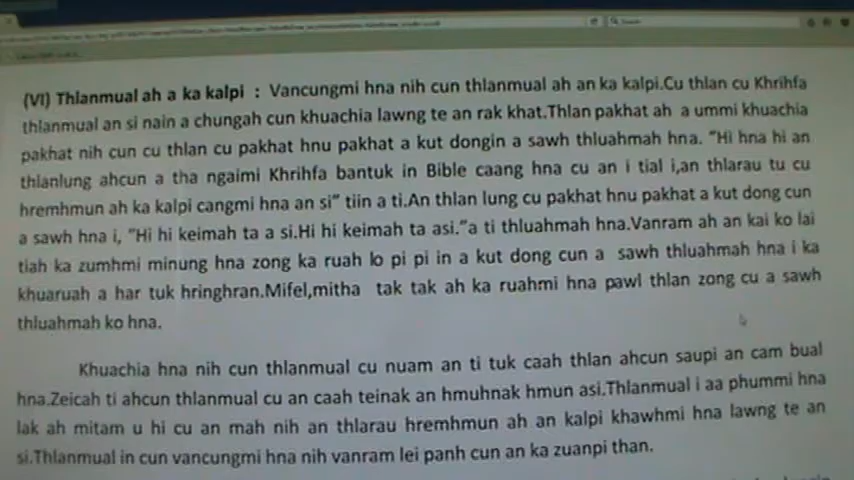 (VI) Thlanmual ah a ka kalpi : Vancungmi hna nih cun thlanmual ah an ka kalpi.Cu thlan cu Khrihfa
thlanmual an si nain a chungah cun khuachia lawng te an rak khat.Thlan pakhat ah a ummi khuachia
pakhat nih cun cu thlan cu pakhat hnu pakhat a kut dongin a sawh thluahmah hna. "Hi hna hi an
thlanlung ahcun a tha ngaimi Khrihfa bantuk in Bible caang hna cu an i tial i,an thlarau tu cu
hremhmun ah ka kalpi cangmi hna an si" tiin a ti.An thlan lung cu pakhat hnu pakhat a kut dong cun
a sawh hna i, "Hi hi keimah ta a si.Hi hi keimah ta asi."a ti thluahmah hna.Vanram ah an kai ko lai
tiah ka zumhmi minung hna zong ka ruah lo pi pi in a kut dong cun a sawh thluahmah hna i ka
khuaruah a har tuk hringhran.Mifel,mitha tak tak ah ka ruahmi hna pawl thlan zong cu a sawh
thluahmah ko hna.
Khuachia hna nih cun thlanmual cu nuam an ti tuk caah thlan ahcun saupi an cam bual
hna.Zeicah ti ahcun thlanmual cu an caah teinak an hmuhnak hmun asi.Thlanmual i aa phummi hna
lak ah mitam u hi cu an mah nih an thlarau hremhmun ah an kalpi khawhmi hna lawng te an
si.Thlanmual in cun vancungmi hna nih vanram lei panh cun an ka zuanpi than.